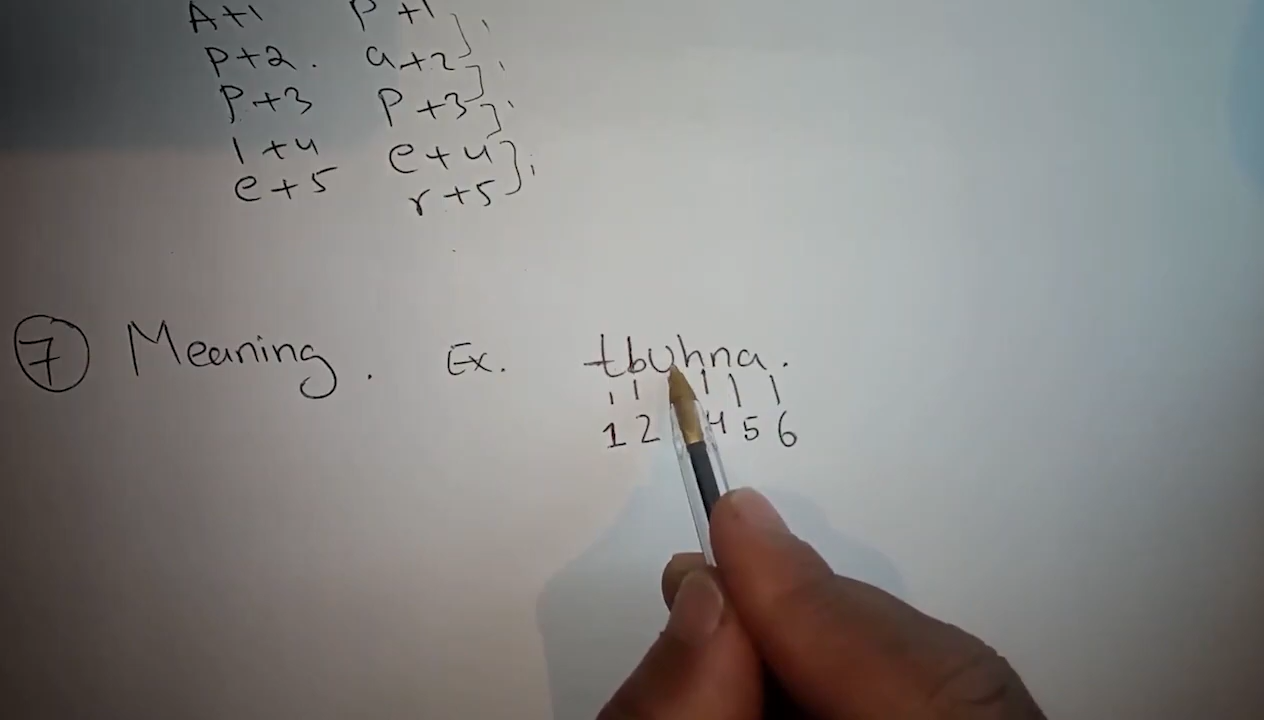 A+1 P+1
P+2. a+2
P+3 P+3
l+4 e+4
e+5 r+5
7 Meaning. Ex. tbuhna.
1 2 4 5 6